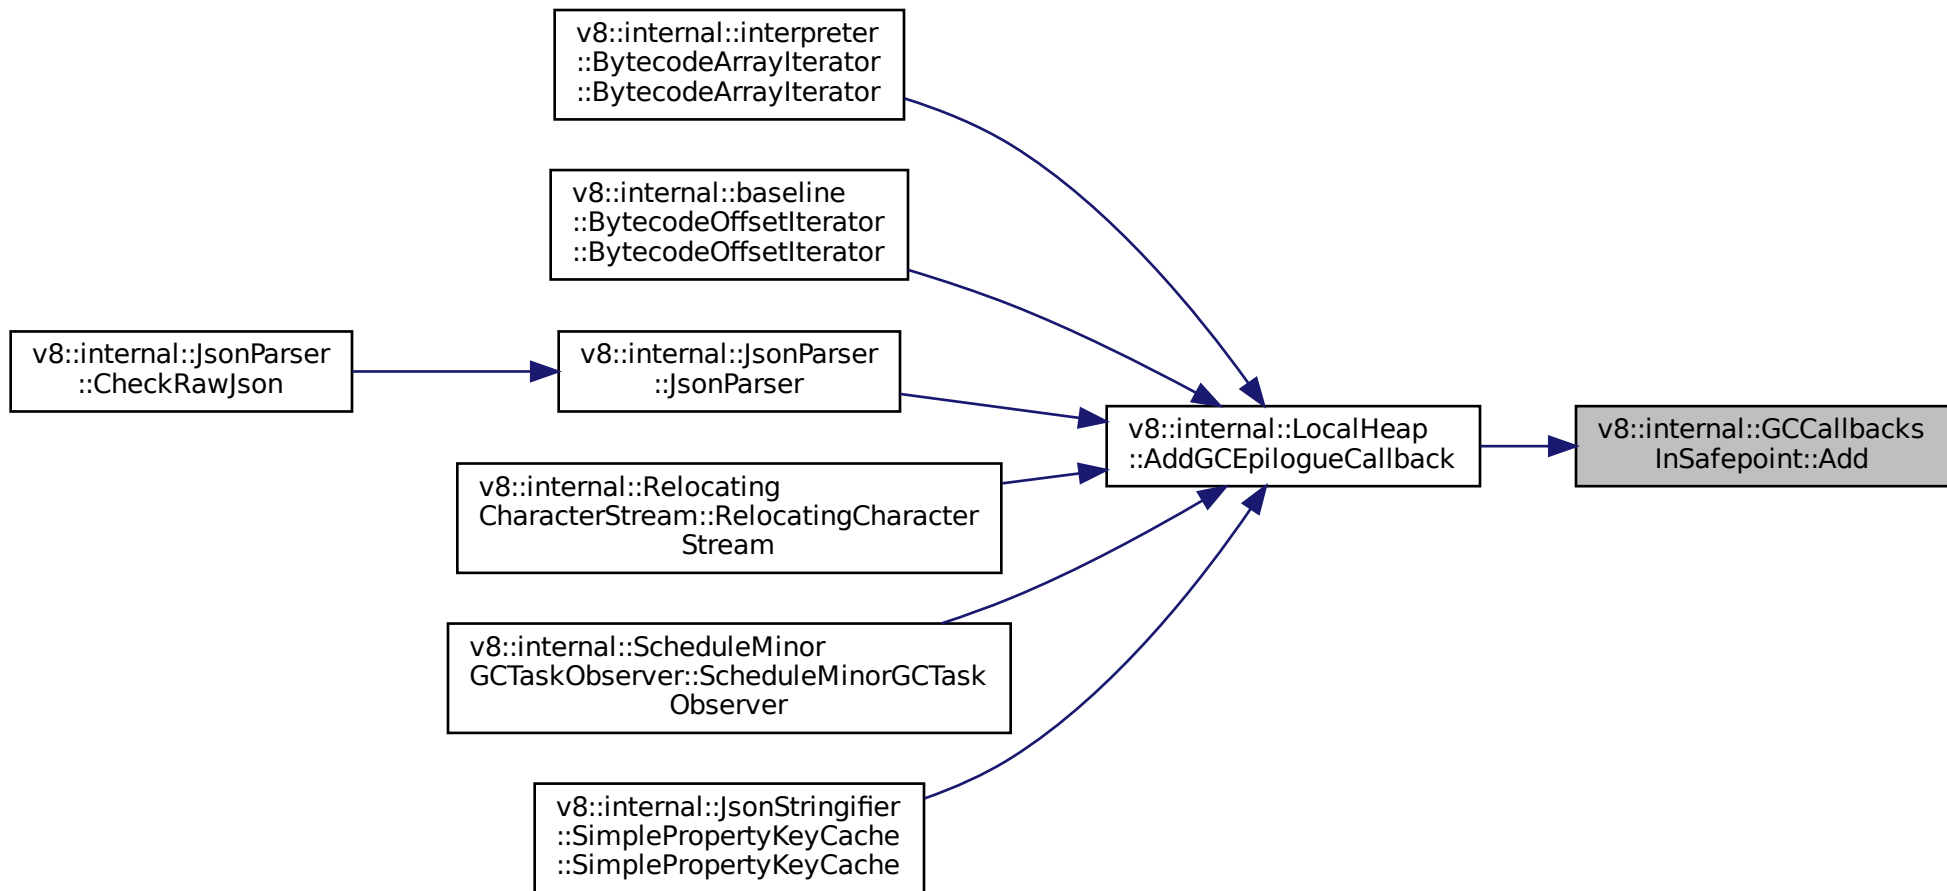 v8::internal::interpreter
::BytecodeArrayIterator
::BytecodeArrayIterator
v8::internal::baseline
::BytecodeOffsetIterator
::BytecodeOffsetIterator
v8::internal::JsonParser
::CheckRawJson
v8::internal::JsonParser
::JsonParser
v8::internal::LocalHeap
::AddGCEpilogueCallback
v8::internal::GCCallbacks
InSafepoint::Add
v8::internal::Relocating
CharacterStream::RelocatingCharacter
Stream
v8::internal::ScheduleMinor
GCTaskObserver::ScheduleMinorGCTask
Observer
v8::internal::JsonStringifier
::SimplePropertyKeyCache
::SimplePropertyKeyCache